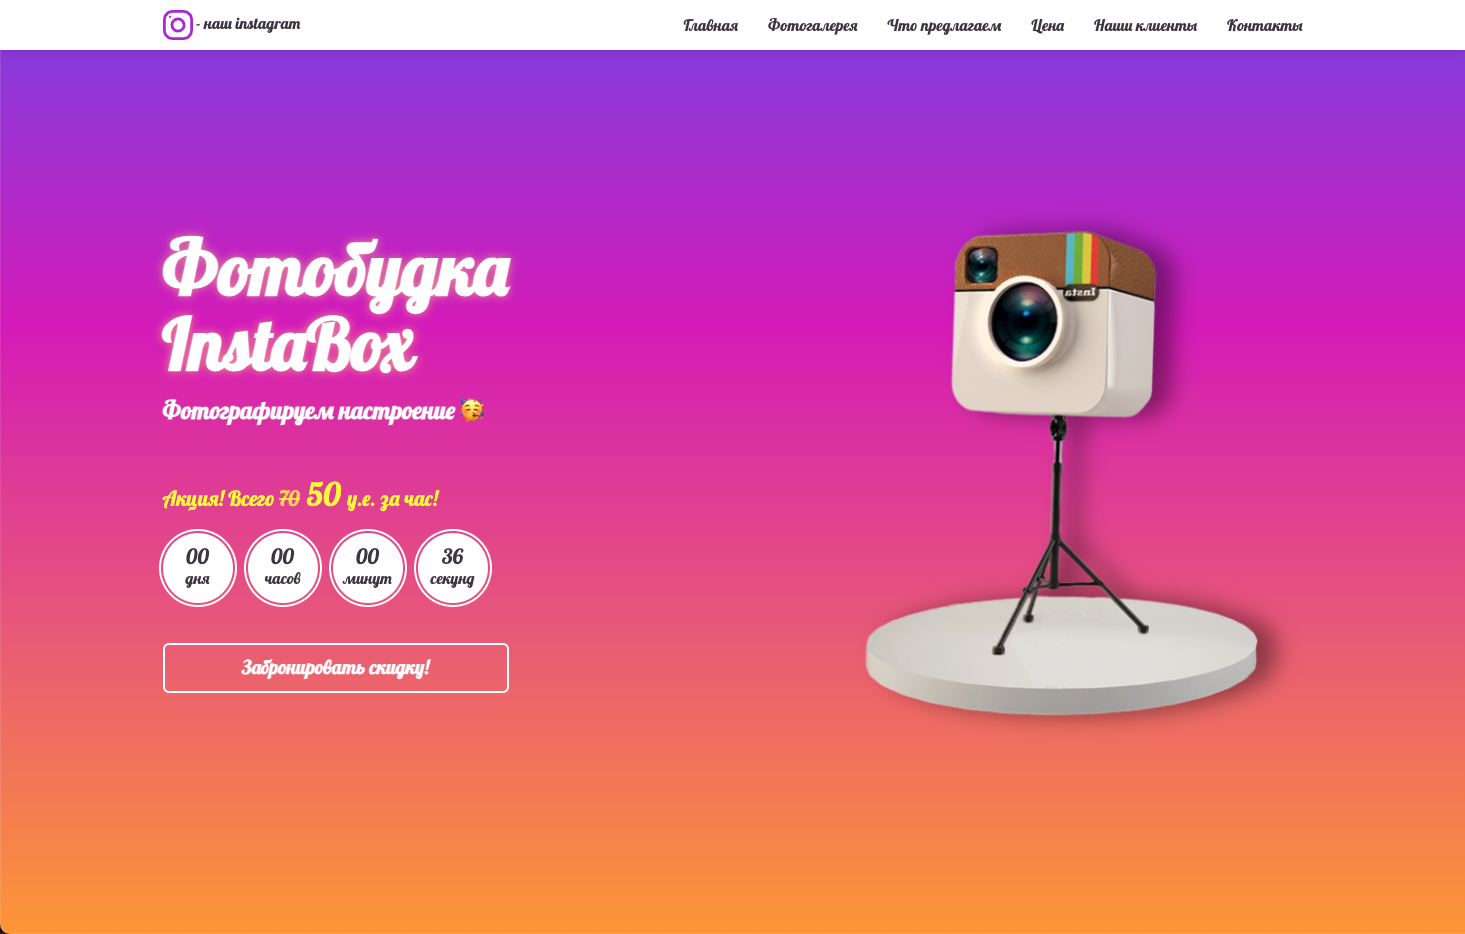 - наш instagram
Главная Фотогалерея Что предлагаем Цена Наши клиенты Контакты
Фотобудка
InstaBox
Фотографируем настроение 🥳
Акция! Всего 70 50 у.е. за час!
00 00 00 36
дня часов минут секунд
Забронировать скидку!
Insta